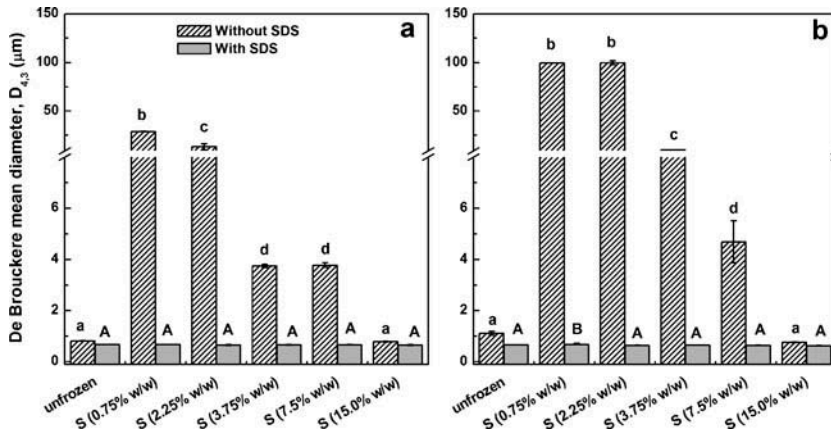 De Brouckere mean diameter, D4,3 (μm)
150
100
50
6
4
2
0
Without SDS
With SDS
a
a
A
b
A
c
A
d
A
d
A
a
A
unfrozen
S (0.75% w/w)
S (2.25% w/w)
S (3.75% w/w)
S (7.5% w/w)
S (15.0% w/w)
150
100
50
6
4
2
0
b
a
A
b
B
b
A
c
A
d
A
a
A
unfrozen
S (0.75% w/w)
S (2.25% w/w)
S (3.75% w/w)
S (7.5% w/w)
S (15.0% w/w)